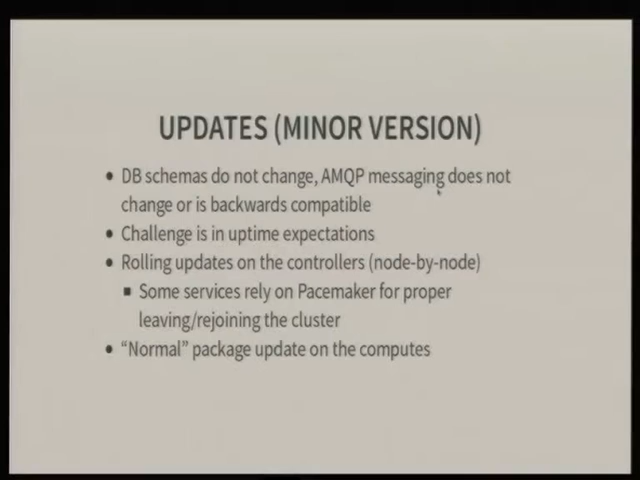 UPDATES (MINOR VERSION)
• DB schemas do not change, AMQP messaging does not
change or is backwards compatible
• Challenge is in uptime expectations
• Rolling updates on the controllers (node-by-node)
▪ Some services rely on Pacemaker for proper
leaving/rejoining the cluster
• “Normal” package update on the computes